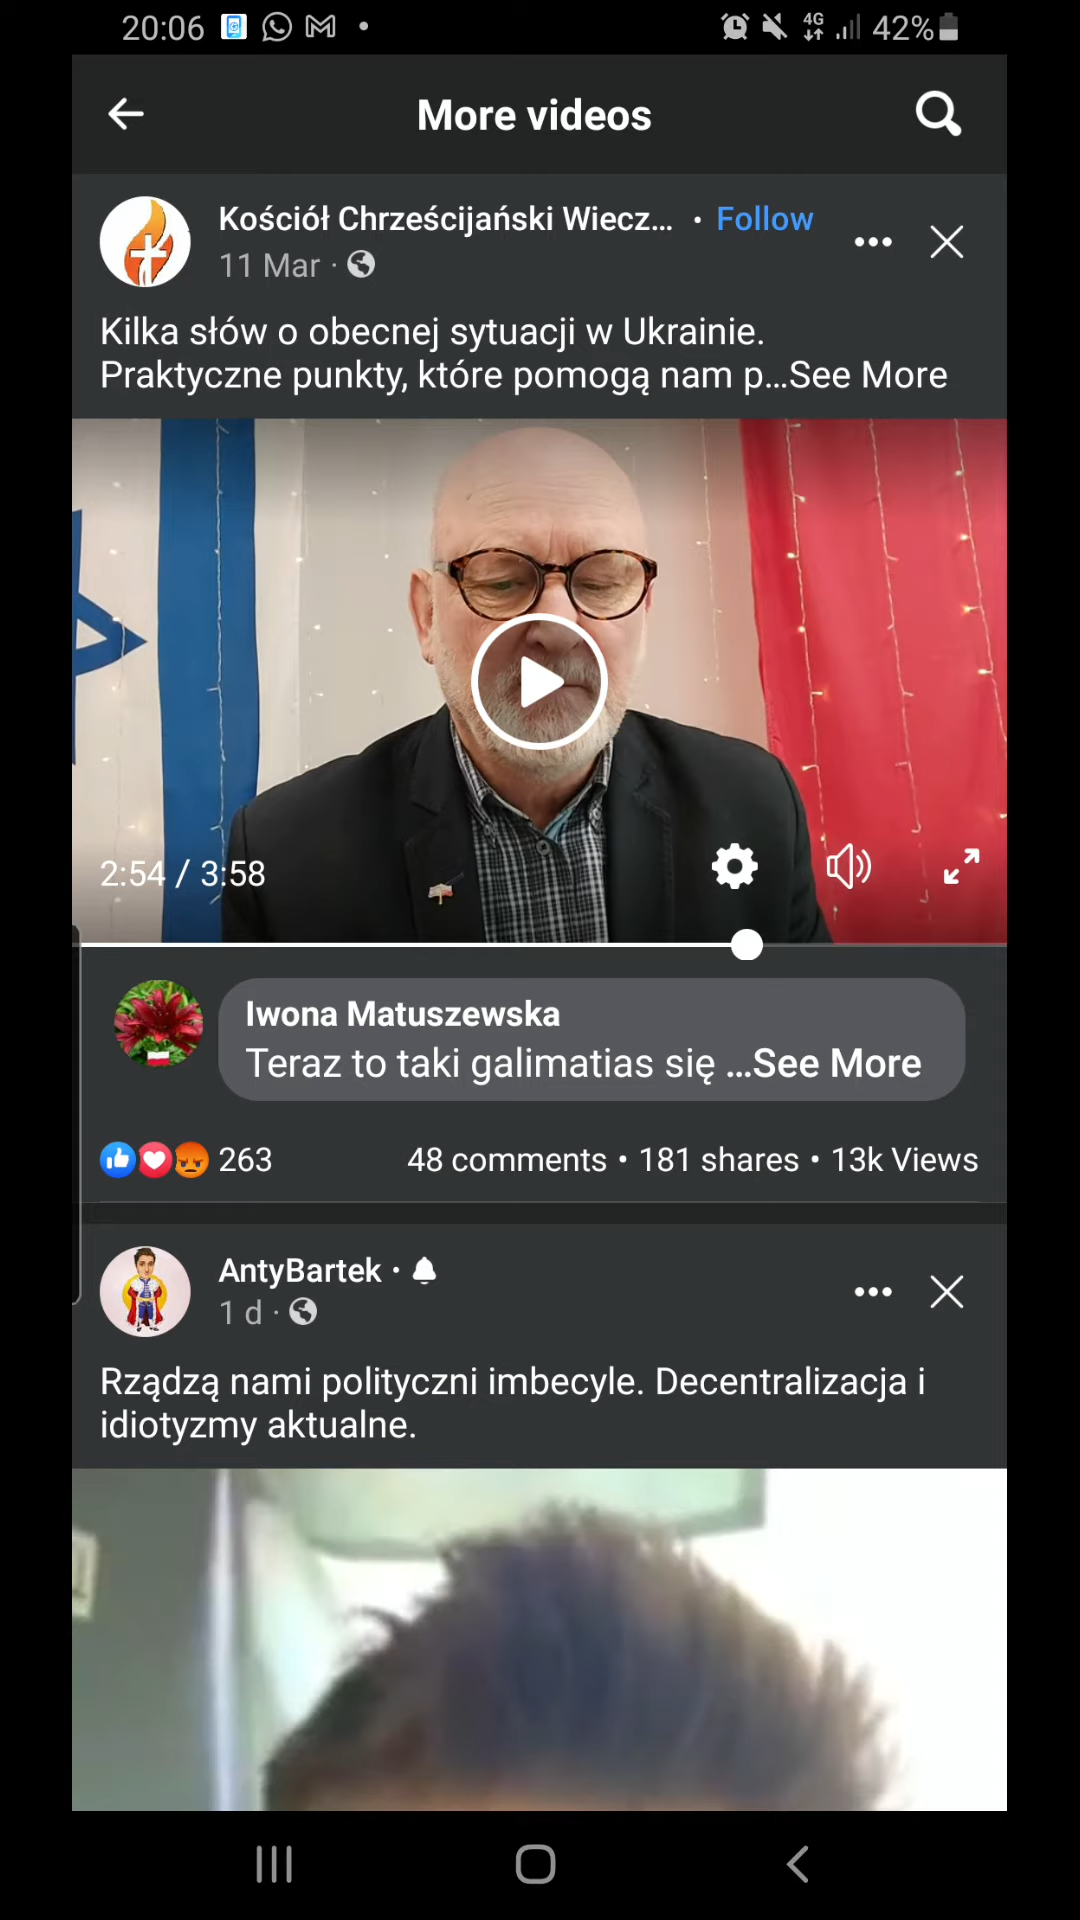 20:06
4G
42%
More videos
Kościół Chrześcijański Wiecz... • Follow
11 Mar ·
Kilka słów o obecnej sytuacji w Ukrainie.
Praktyczne punkty, które pomogą nam p...See More
2:54 / 3:58
Iwona Matuszewska
Teraz to taki galimatias się ...See More
263
48 comments • 181 shares • 13k Views
AntyBartek •
1 d ·
Rządzą nami polityczni imbecyle. Decentralizacja i
idiotyzmy aktualne.